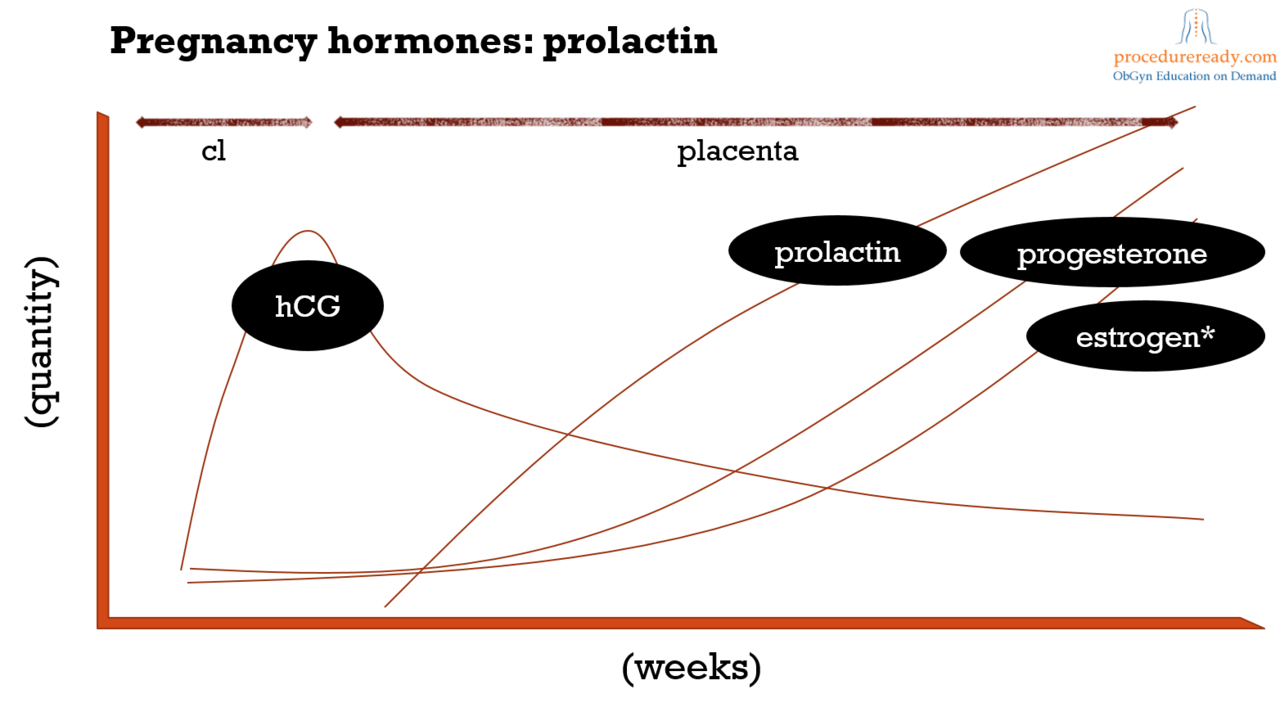 Pregnancy hormones: prolactin
procedureready.com
ObGyn Education on Demand
cl
placenta
(quantity)
hCG
prolactin
progesterone
estrogen*
(weeks)